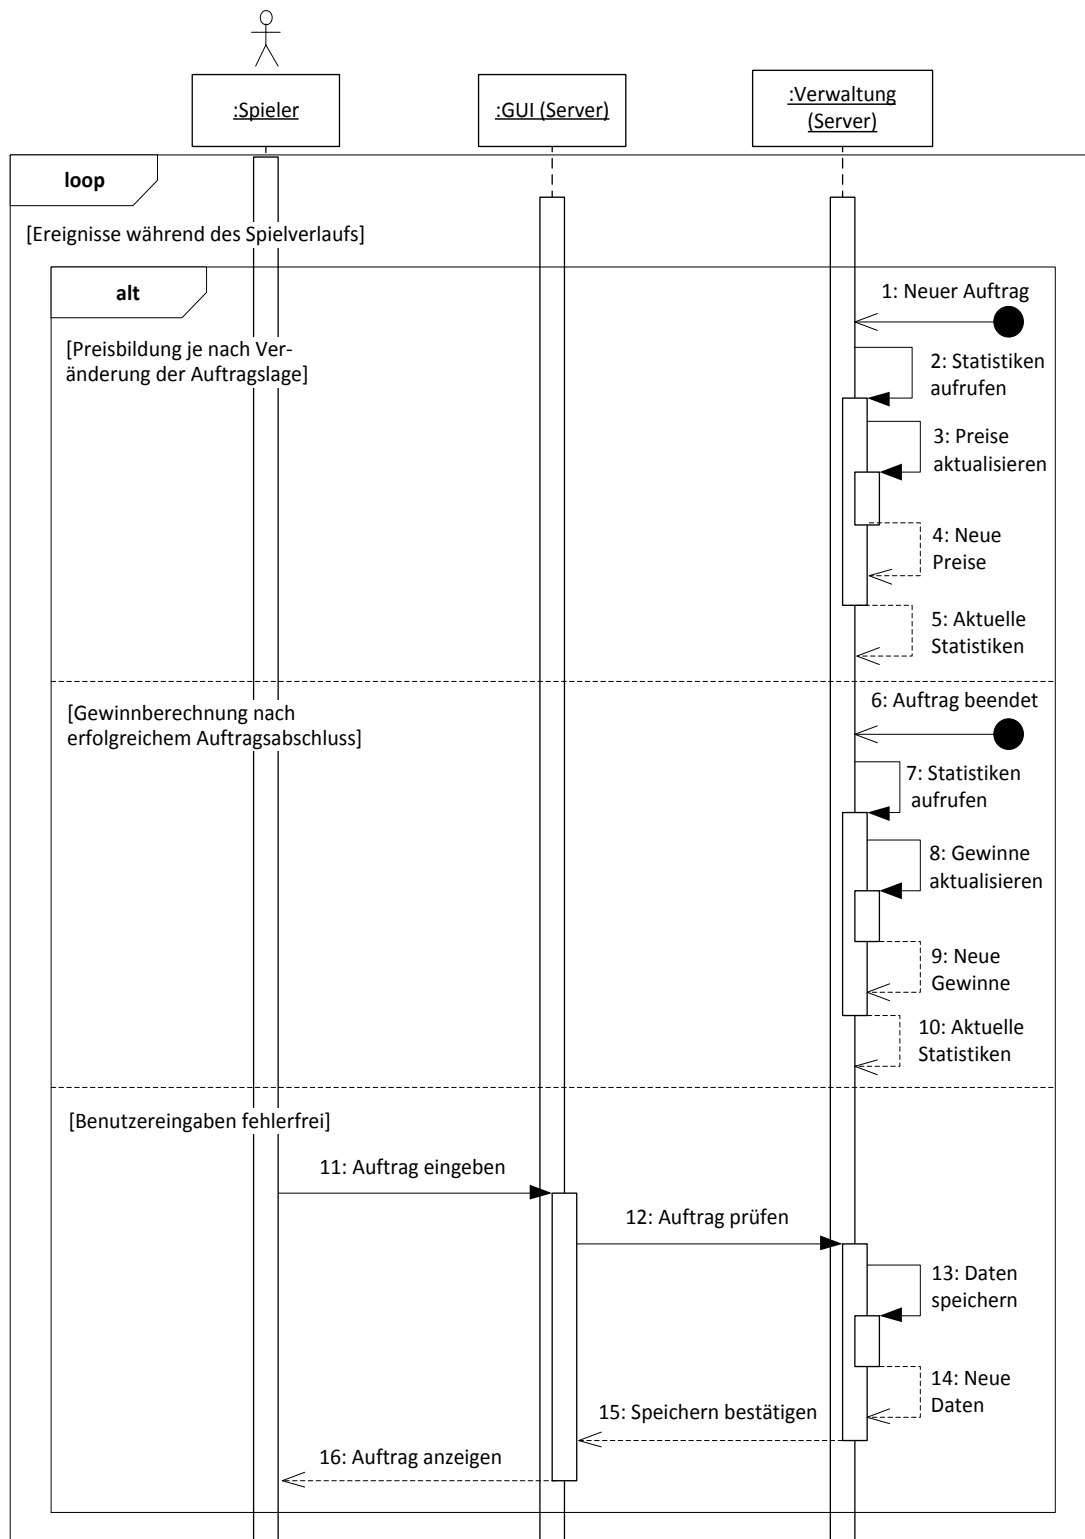 :Spieler
:GUI (Server)
:Verwaltung
(Server)
loop
[Ereignisse während des Spielverlaufs]
alt
1: Neuer Auftrag
[Preisbildung je nach Ver-
änderung der Auftragslage]
2: Statistiken
aufrufen
3: Preise
aktualisieren
4: Neue
Preise
5: Aktuelle
Statistiken
6: Auftrag beendet
[Gewinnberechnung nach
erfolgreichem Auftragsabschluss]
7: Statistiken
aufrufen
8: Gewinne
aktualisieren
9: Neue
Gewinne
10: Aktuelle
Statistiken
[Benutzereingaben fehlerfrei]
11: Auftrag eingeben
12: Auftrag prüfen
13: Daten
speichern
14: Neue
Daten
15: Speichern bestätigen
16: Auftrag anzeigen